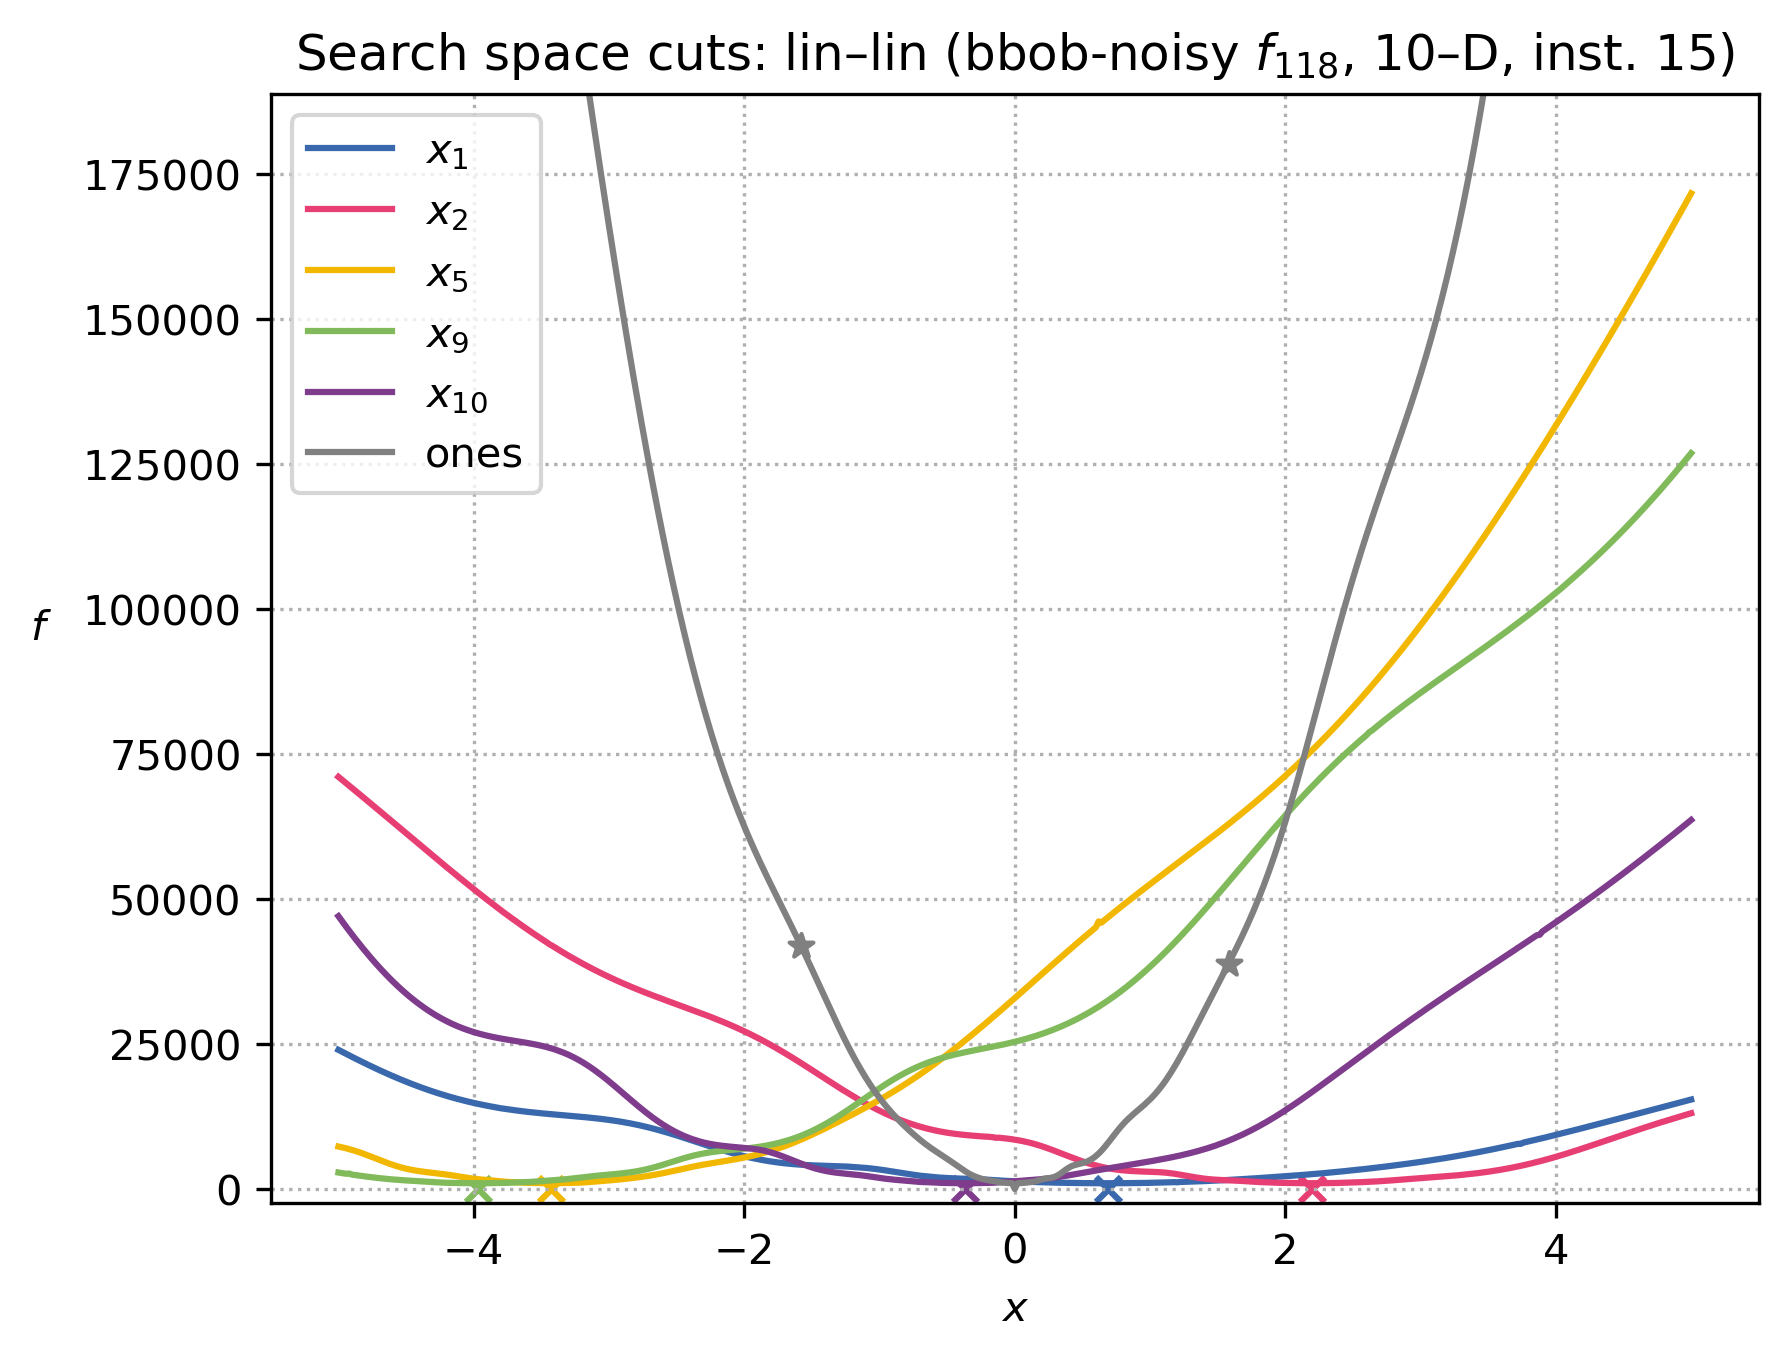 Search space cuts: lin–lin (bbob-noisy f₁₁₈, 10–D, inst. 15)
x₁
x₂
x₅
x₉
x₁₀
ones
175000
150000
125000
100000
75000
50000
25000
0
f
−4 −2 0 2 4
x